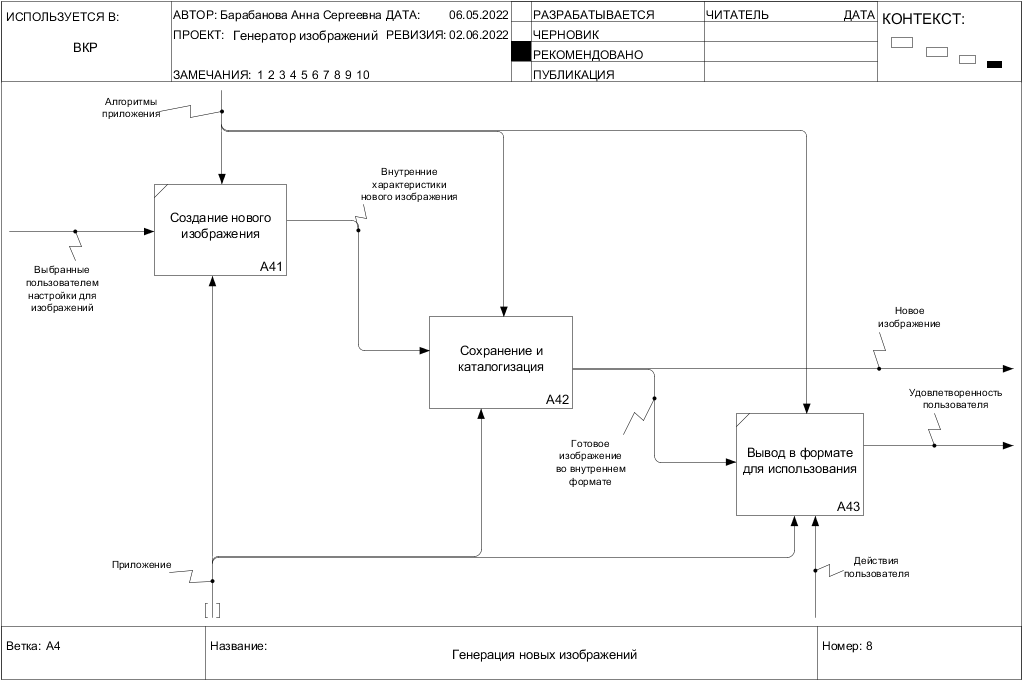 ИСПОЛЬЗУЕТСЯ В:
ВКР
АВТОР: Барабанова Анна Сергеевна ДАТА: 06.05.2022
ПРОЕКТ: Генератор изображений РЕВИЗИЯ: 02.06.2022
ЗАМЕЧАНИЯ: 1 2 3 4 5 6 7 8 9 10
РАЗРАБАТЫВАЕТСЯ
ЧЕРНОВИК
РЕКОМЕНДОВАНО
ПУБЛИКАЦИЯ
ЧИТАТЕЛЬ ДАТА
КОНТЕКСТ:
Алгоритмы
приложения
Внутренние
характеристики
нового изображения
Создание нового
изображения
A41
Выбранные
пользователем
настройки для
изображений
Новое
изображение
Сохранение и
каталогизация
A42
Удовлетворенность
пользователя
Готовое
изображение
во внутреннем
формате
Вывод в формате
для использования
A43
Приложение
Действия
пользователя
Ветка: A4
Название:
Генерация новых изображений
Номер: 8